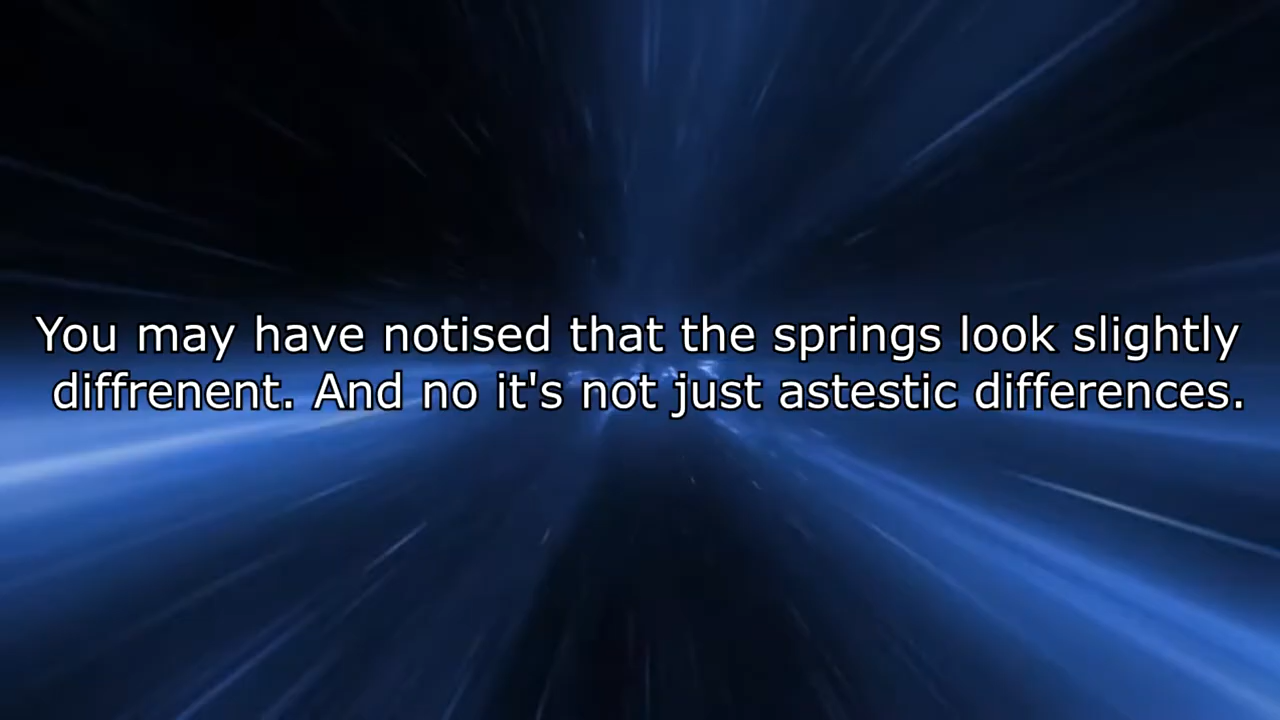 You may have notised that the springs look slightly
diffrenent. And no it's not just astestic differences.